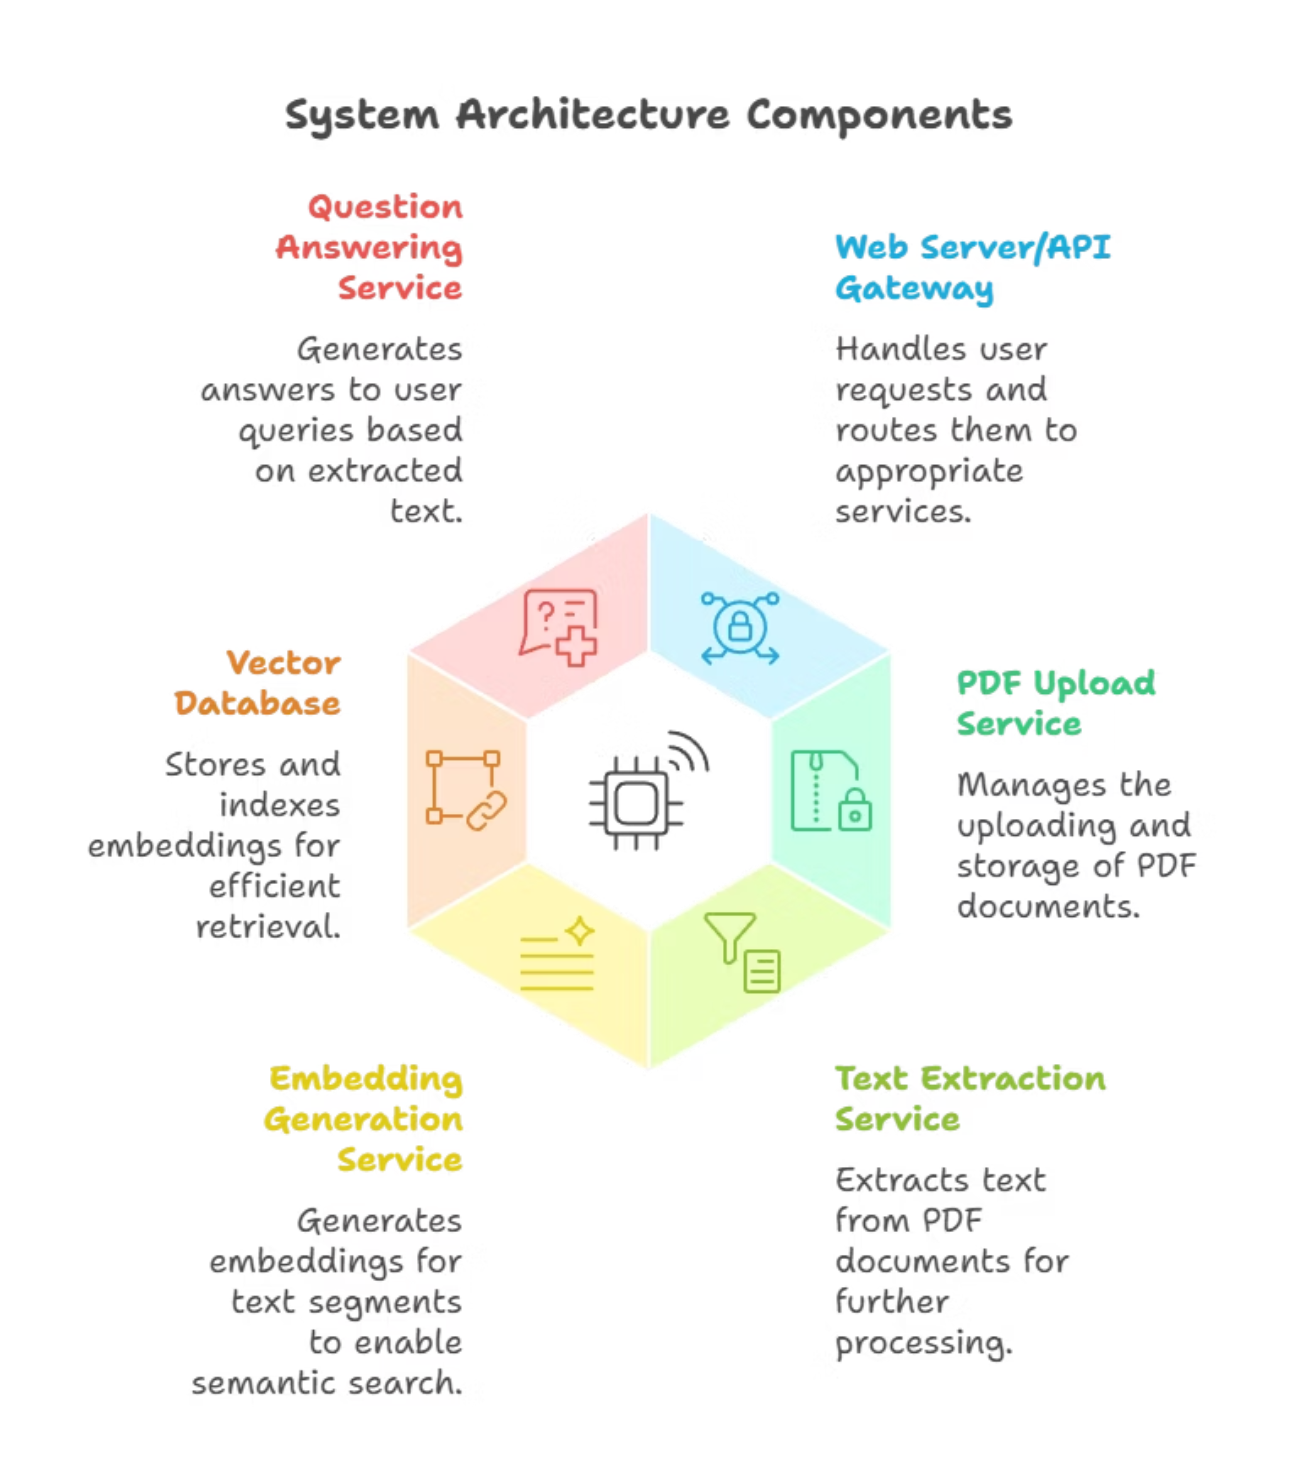 System Architecture Components
Question
Answering
Service
Generates
answers to user
queries based
on extracted
text.
Web Server/API
Gateway
Handles user
requests and
routes them to
appropriate
services.
Vector
Database
Stores and
indexes
embeddings for
efficient
retrieval.
PDF Upload
Service
Manages the
uploading and
storage of PDF
documents.
Embedding
Generation
Service
Generates
embeddings for
text segments
to enable
semantic search.
Text Extraction
Service
Extracts text
from PDF
documents for
further
processing.